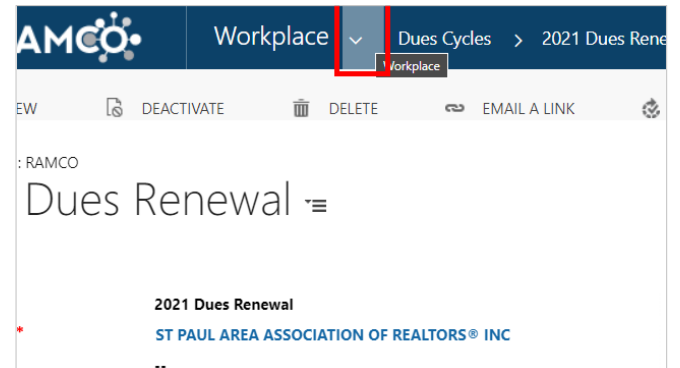 AMCO Workplace Dues Cycles > 2021 Dues Rene
Workplace
EW DEACTIVATE DELETE EMAIL A LINK
: RAMCO
Dues Renewal
2021 Dues Renewal
* ST PAUL AREA ASSOCIATION OF REALTORS® INC